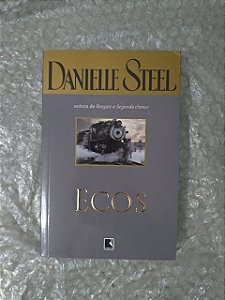 DANIELLE STEEL
autora de Resgate e Segunda chance
ECOS